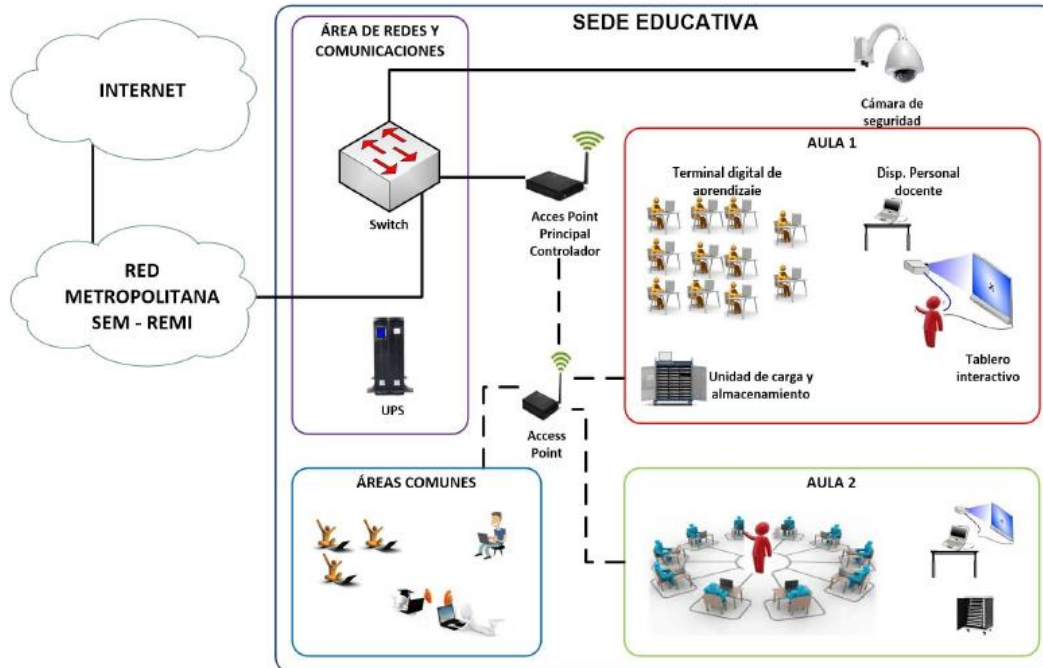 SEDE EDUCATIVA
INTERNET
RED
METROPOLITANA
SEM - REMI
ÁREA DE REDES Y
COMUNICACIONES
Switch
UPS
Acces Point
Principal
Controlador
Access
Point
Cámara de
seguridad
AULA 1
Terminal digital de
aprendizaje
Disp. Personal
docente
Unidad de carga y
almacenamiento
Tablero
interactivo
ÁREAS COMUNES
AULA 2